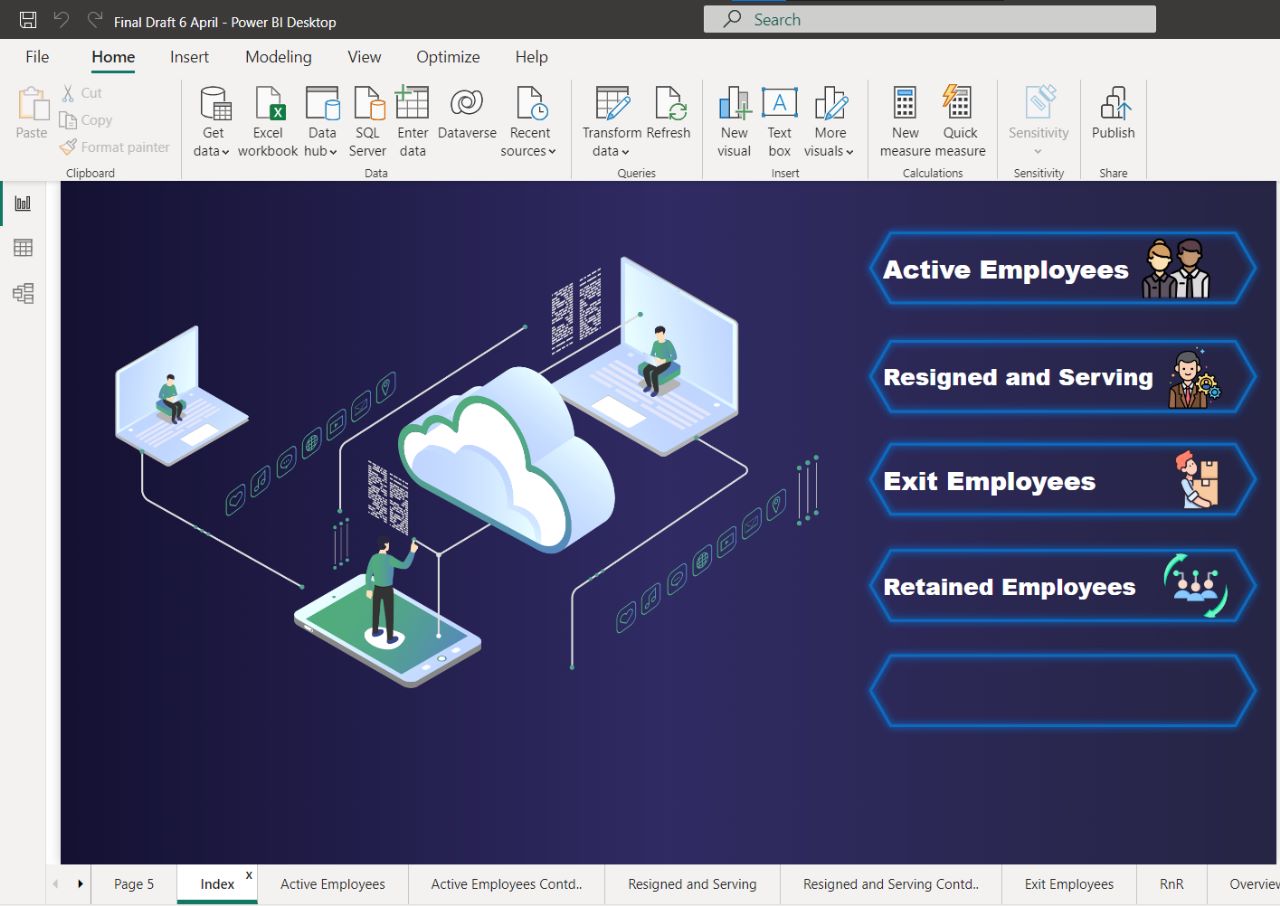 Final Draft 6 April - Power BI Desktop
Search
File Home Insert Modeling View Optimize Help
Paste
Cut
Copy
Format painter
Clipboard
Get data
Excel workbook
Data hub
SQL Server
Enter data
Dataverse
Recent sources
Data
Transform data
Refresh
Queries
New visual
Text box
More visuals
Insert
New measure
Quick measure
Calculations
Sensitivity
Sensitivity
Publish
Share
Active Employees
Resigned and Serving
Exit Employees
Retained Employees
Page 5
Index
Active Employees
Active Employees Contd..
Resigned and Serving
Resigned and Serving Contd..
Exit Employees
RnR
Overview